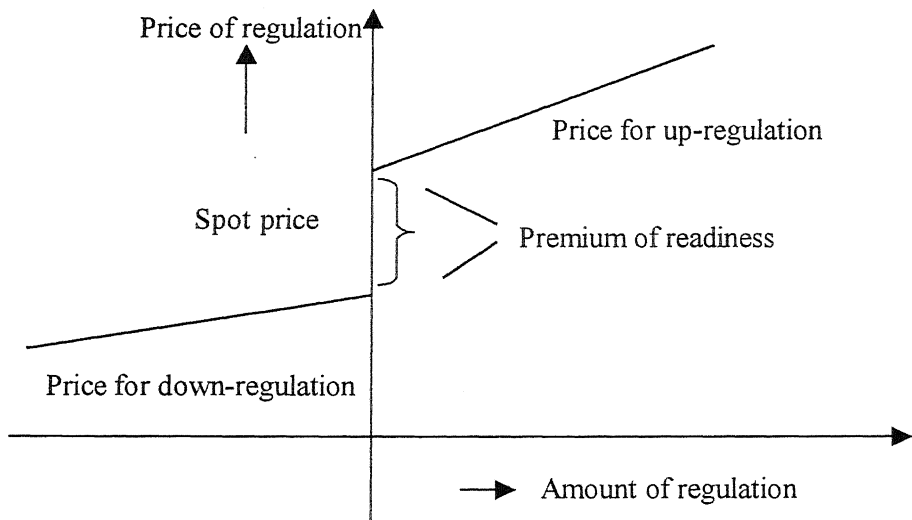 Price of regulation
Price for up-regulation
Spot price
Premium of readiness
Price for down-regulation
Amount of regulation